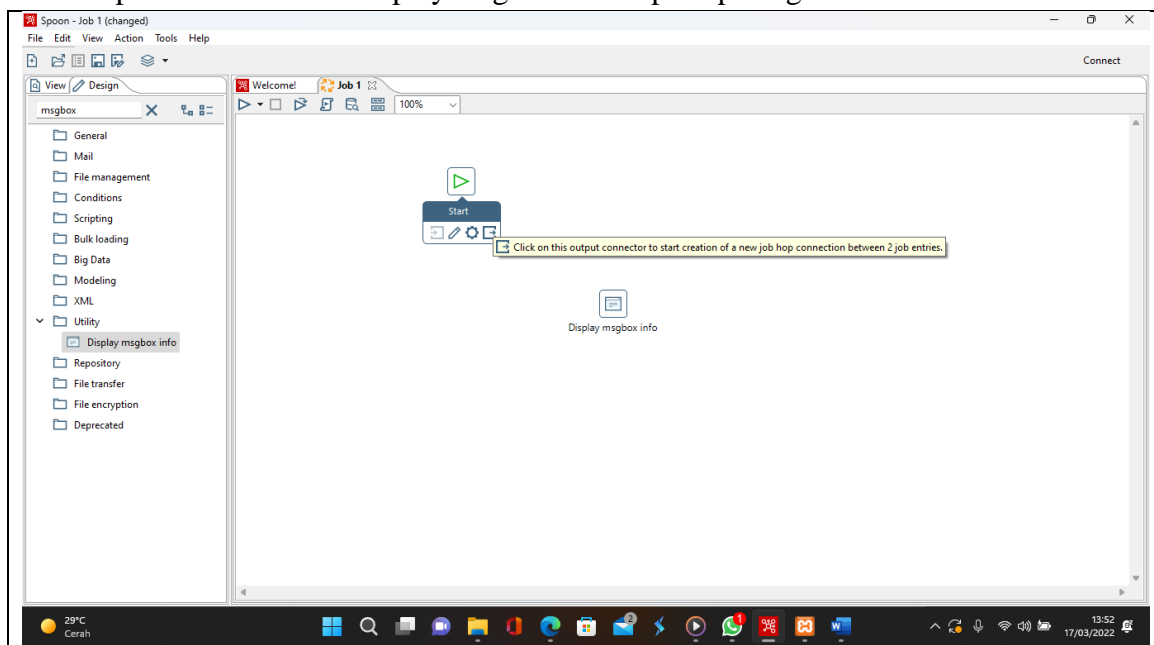 Spoon - Job 1 (changed)
File Edit View Action Tools Help
Connect
View Design
Welcome! Job 1
msgbox
100%
General
Mail
File management
Conditions
Scripting
Bulk loading
Big Data
Modeling
XML
Utility
Display msgbox info
Repository
File transfer
File encryption
Deprecated
Start
Click on this output connector to start creation of a new job hop connection between 2 job entries.
Display msgbox info
29°C
Cerah
2
1
13:52
17/03/2022